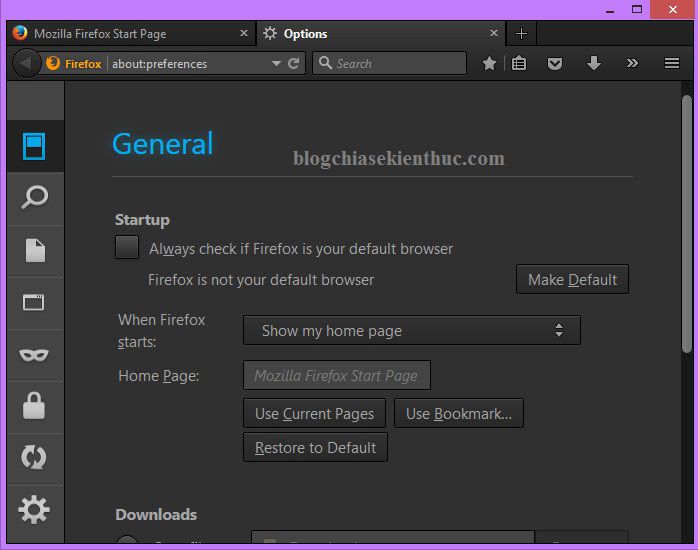 Mozilla Firefox Start Page
Options
Firefox
about:preferences
Search
General
blogchiasekienthuc.com
Startup
Always check if Firefox is your default browser
Firefox is not your default browser
Make Default
When Firefox
starts:
Show my home page
Home Page:
Mozilla Firefox Start Page
Use Current Pages
Use Bookmark...
Restore to Default
Downloads